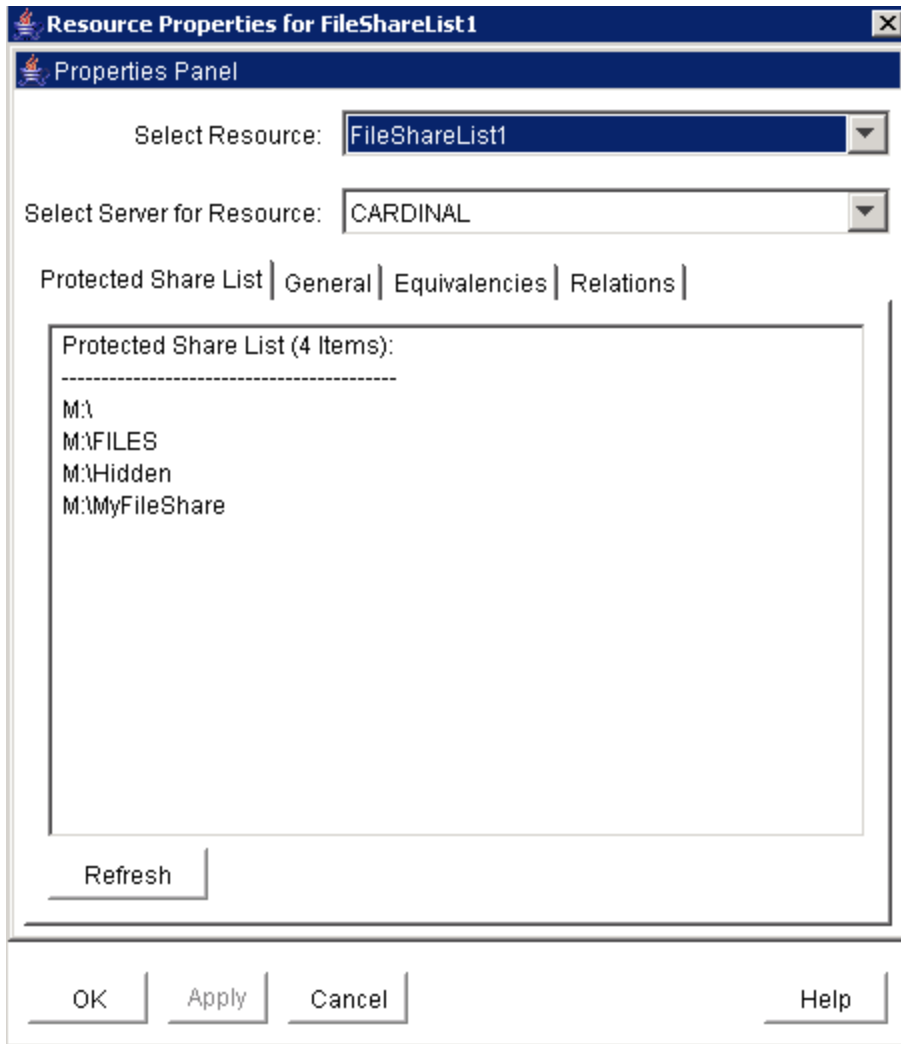 Resource Properties for FileShareList1
Properties Panel
Select Resource: FileShareList1
Select Server for Resource: CARDINAL
Protected Share List General Equivalencies Relations
Protected Share List (4 Items):
------------------------------------------
M:\
M:\FILES
M:\Hidden
M:\MyFileShare
Refresh
OK Apply Cancel Help